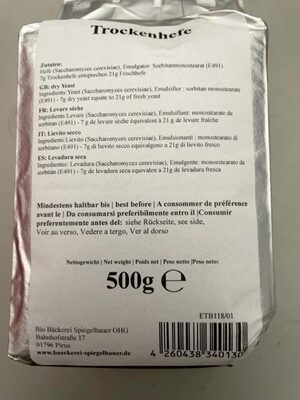 Trockenhefe
Zutaten:
Hefe (Saccharomyces cerevisiae), Emulgator: Sorbitanmonostearat (E491)
7g Trockenhefe entsprechen 21g Frischhefe
GB: dry Yeast
Ingredients:Yeast (Saccharomyces cerevisiae), Emulsifier : sorbitan monostearate
(E491) - 7g dry yeast equate to 21g of fresh yeast
FR: Levure sèche
Ingrédients:Levure (Saccharomyces cerevisiae), Émulsifiant: monostéarate de
sorbitane (E491) - 7 g de levure sèche équivalent à 21 g de levure fraîche
IT: Lievito secco
Ingredienti: Lievito (Saccharomyces cerevisiae), Emulsionanti : monostearato di
sorbitano (E491) - 7g di lievito secco equivalgono a 21g di lievito fresco
ES: Levadura seca
Ingredientes: Levadura (Saccharomyces cerevisiae), Emulgente: monoestearato de
sorbitán (E491) - 7g de levadura seca equivalen a 21g de levadura fresca
Mindestens haltbar bis | best before | A consommer de préférence
avant le | Da consumarsi preferibilmente entro il |Consumir
preferentemente antes del: siehe Rückseite, see side,
Voir au verso, Vedere a tergo, Ver al dorso
Nettogewicht | Net weight | Poids net | Peso netto |Peso neto:
500g ℮
ETB118/01
Bio Bäckerei Spiegelhauer OHG
Bahnhofstraße 17
01796 Pirna
www.baeckerei-spiegelhauer.de
4 260438 340130